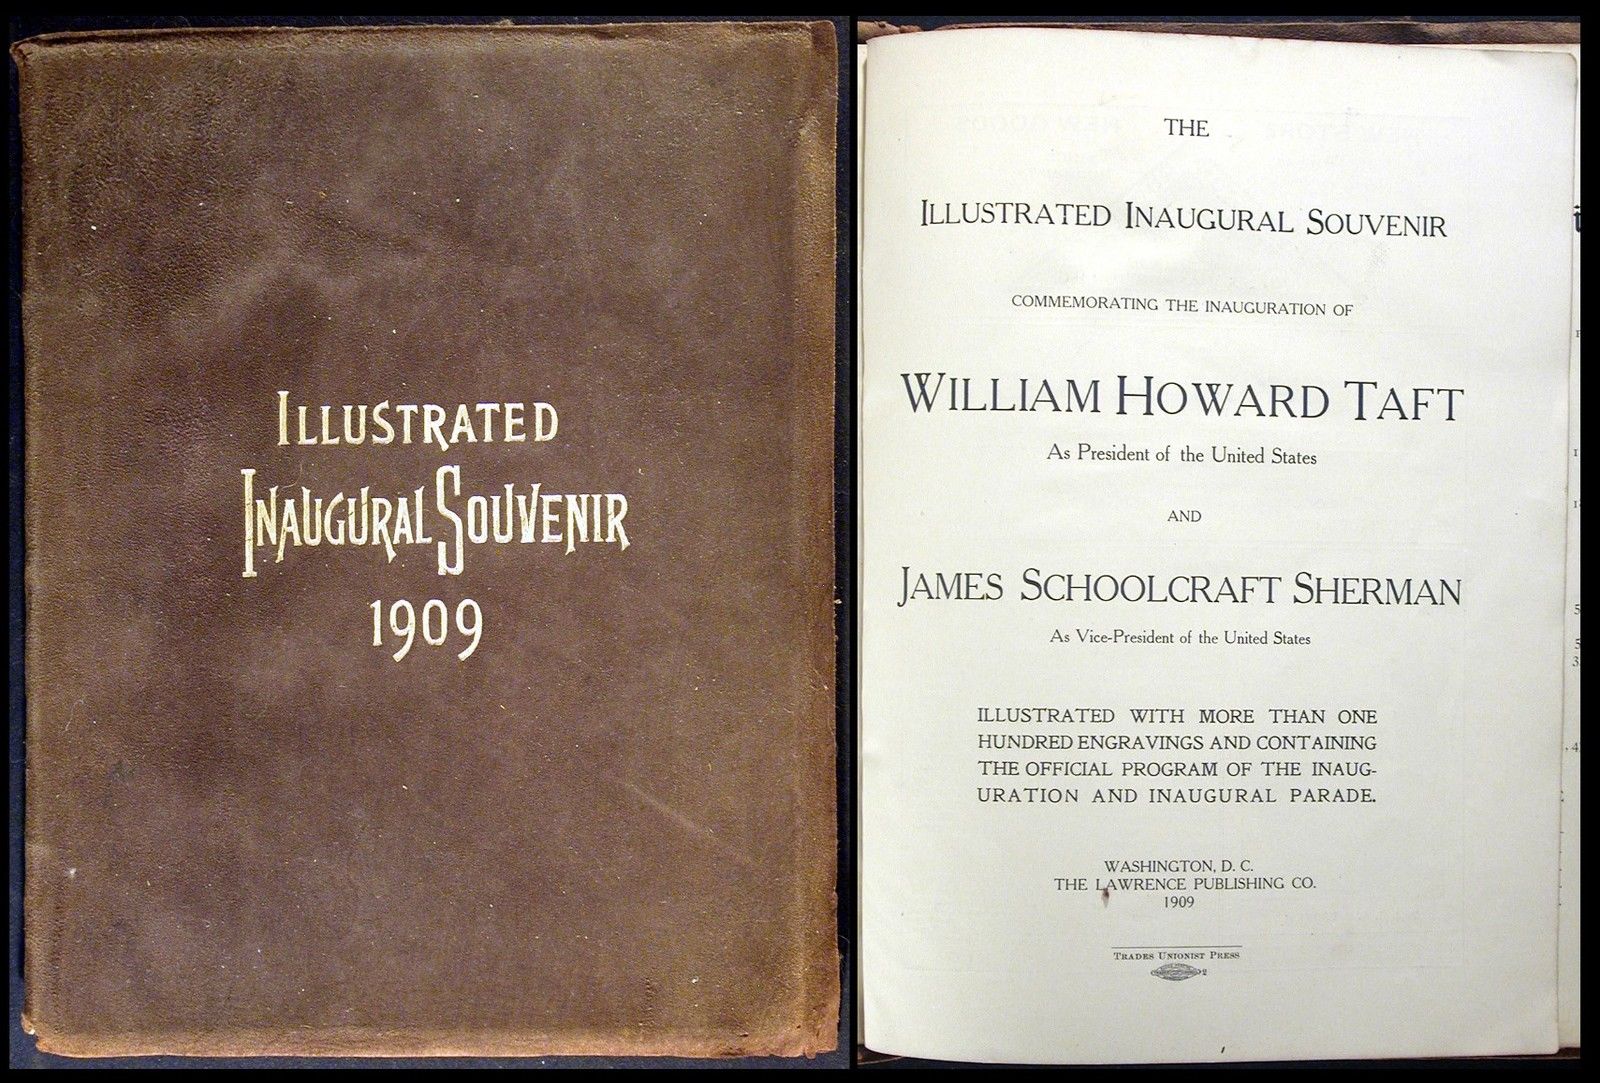 ILLUSTRATED
INAUGURAL SOUVENIR
1909
THE
ILLUSTRATED INAUGURAL SOUVENIR
COMMEMORATING THE INAUGURATION OF
WILLIAM HOWARD TAFT
As President of the United States
AND
JAMES SCHOOLCRAFT SHERMAN
As Vice-President of the United States
ILLUSTRATED WITH MORE THAN ONE
HUNDRED ENGRAVINGS AND CONTAINING
THE OFFICIAL PROGRAM OF THE INAUG-
URATION AND INAUGURAL PARADE.
WASHINGTON, D. C.
THE LAWRENCE PUBLISHING CO.
1909
TRADES UNIONIST PRESS
2